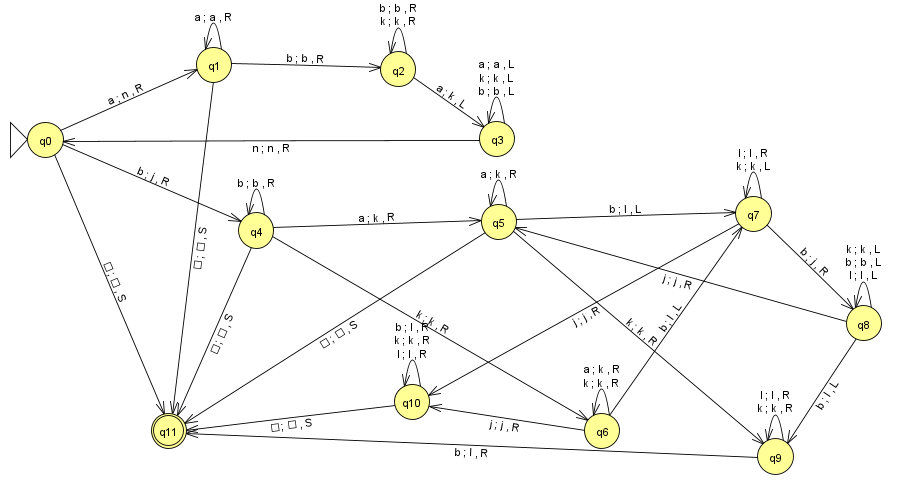 b ; b , R
k ; k , R
a ; a , R
q1
b ; b , R
q2
a ; a , L
k ; k , L
b ; b , L
a ; k , L
a ; n , R
q0
n ; n , R
q3
l ; l , R
k ; k , L
b ; j , R
b ; b , R
a ; k , R
q4
a ; k , R
q5
b ; l , L
q7
b ; j , R
k ; k , L
b ; b , L
l ; l , L
□ ; □ , S
□ ; □ , S
j ; j , R
q8
□ ; □ , S
□ ; □ , S
k ; k , R
b ; l , R
k ; k , R
l ; l , R
j ; j , R
b ; l , L
k ; k , R
a ; k , R
k ; k , R
b ; l , L
l ; l , R
k ; k , R
q10
q11
□ ; □ , S
j ; j , R
q6
b ; l , R
q9